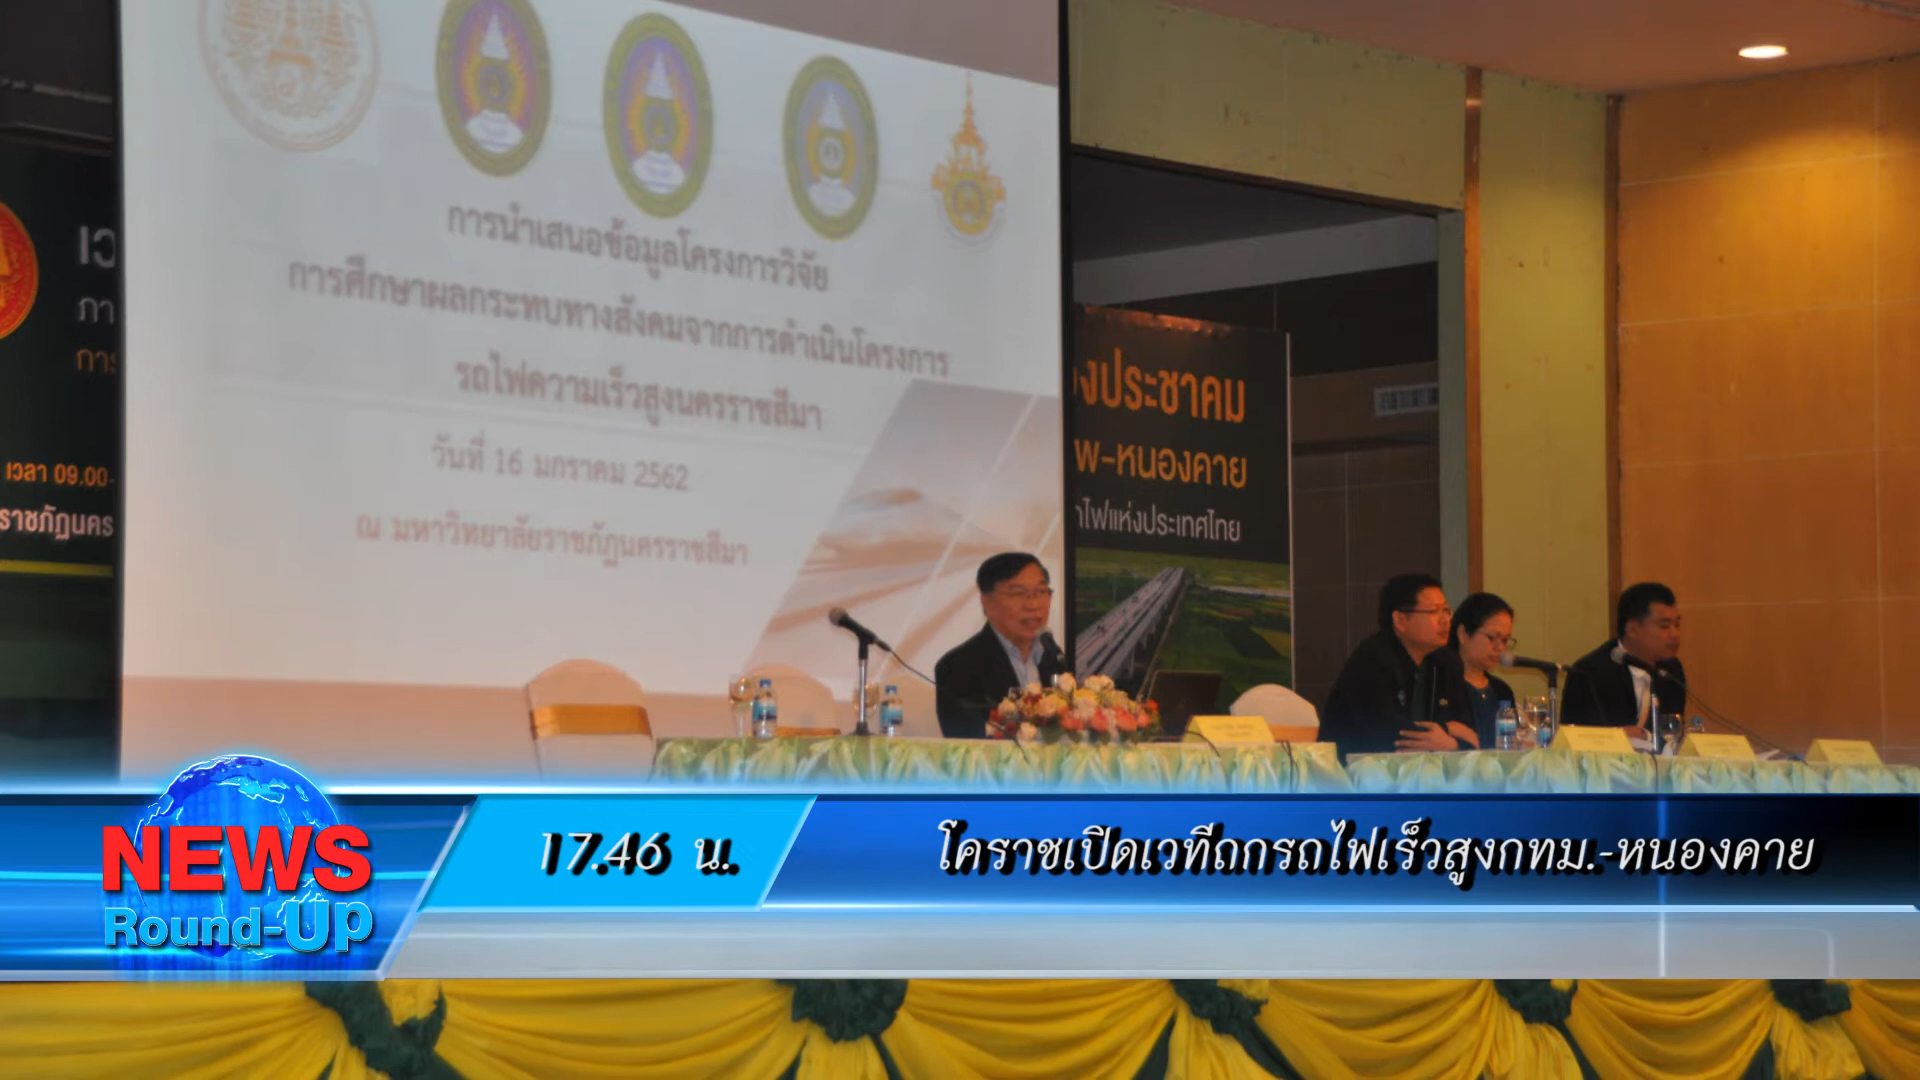 การนำเสนอข้อมูลโครงการวิจัย
การศึกษาผลกระทบทางสังคมจากการดำเนินโครงการ
รถไฟความเร็วสูงนครราชสีมา
วันที่ 16 มกราคม 2562
ณ มหาวิทยาลัยราชภัฏนครราชสีมา
เว
ภา
การ
เวลา 09.00-
ราชภัฏนคร
งประชาคม
พ-หนองคาย
ไฟแห่งประเทศไทย
NEWS
Round-Up
17.46 น.
โคราชเปิดเวทีถกรถไฟเร็วสูงกทม.-หนองคาย